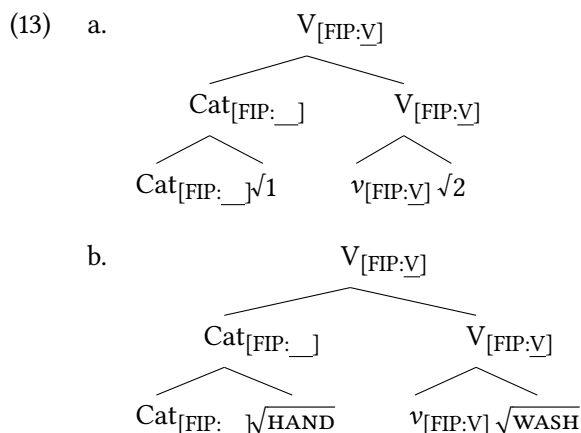 (13) a. V[FIP:V]
Cat[FIP:__] V[FIP:V]
Cat[FIP:__]√1 v[FIP:V] √2
b. V[FIP:V]
Cat[FIP:__] V[FIP:V]
Cat[FIP:__]√HAND v[FIP:V] √WASH